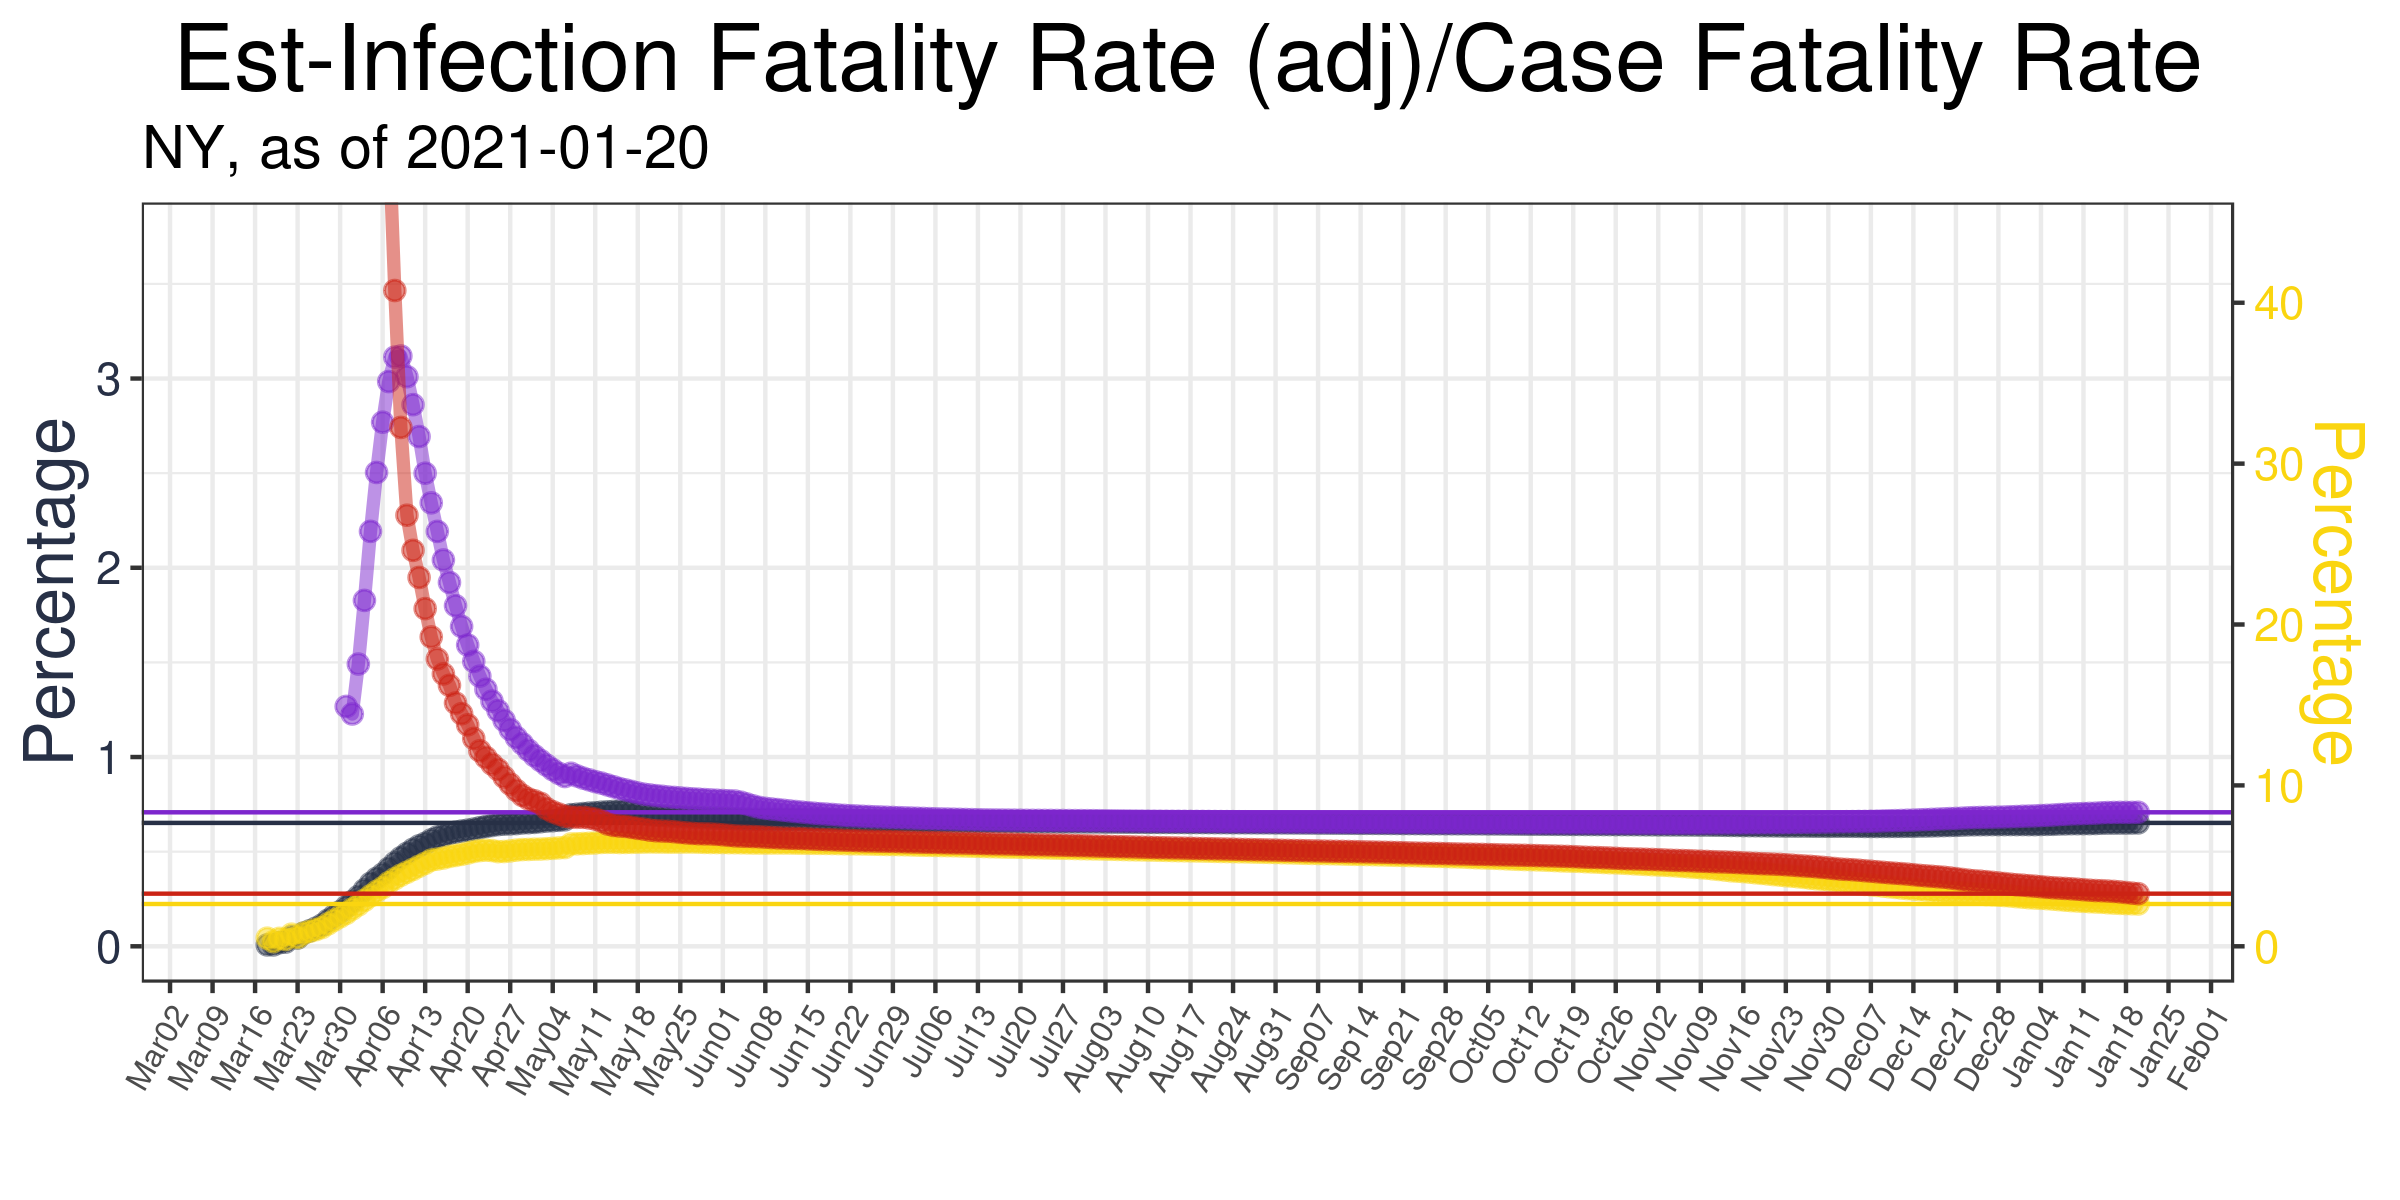 Est-Infection Fatality Rate (adj)/Case Fatality Rate
NY, as of 2021-01-20
Percentage
3
2
1
0
40
30
20
10
0
Percentage
Mar02 Mar09 Mar16 Mar23 Mar30 Apr06 Apr13 Apr20 Apr27 May04 May11 May18 May25 Jun01 Jun08 Jun15 Jun22 Jun29 Jul06 Jul13 Jul20 Jul27 Aug03 Aug10 Aug17 Aug24 Aug31 Sep07 Sep14 Sep21 Sep28 Oct05 Oct12 Oct19 Oct26 Nov02 Nov09 Nov16 Nov23 Nov30 Dec07 Dec14 Dec21 Dec28 Jan04 Jan11 Jan18 Jan25 Feb01